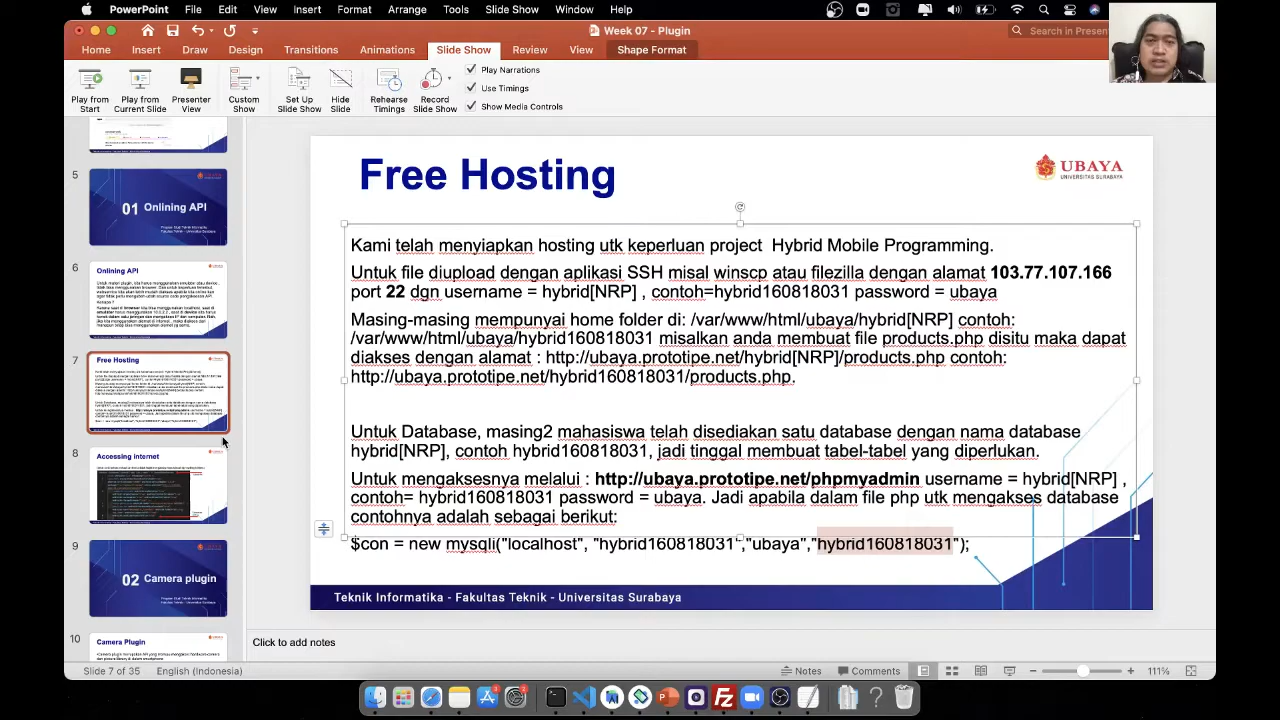 PowerPoint File Edit View Insert Format Arrange Tools Slide Show Window Help
Week 07 - Plugin
Search in Presen
Home Insert Draw Design Transitions Animations Slide Show Review View Shape Format
Play from Start
Play from Current Slide
Presenter View
Custom Show
Set Up Slide Show
Hide Slide
Rehearse Timings
Record Slide Show
Play Narrations
Use Timings
Show Media Controls
5
01 Onlining API
6
Onlining API
7
Free Hosting
8
Accessing internet
9
02 Camera plugin
10
Camera Plugin
Free Hosting
UBAYA
UNIVERSITAS SURABAYA
Kami telah menyiapkan hosting utk keperluan project Hybrid Mobile Programming.
Untuk file diupload dengan aplikasi SSH misal winscp atau filezilla dengan alamat 103.77.107.166
port 22 dgn username = hybrid[NRP] , contoh=hybrid160818031 password = ubaya
Masing-masing mempunyai home folder di: /var/www/html/ubaya/hybrid[NRP] contoh:
/var/www/html/ubaya/hybrid160818031 misalkan anda membuat file products.php disitu maka dapat
diakses dengan alamat : http://ubaya.prototipe.net/hybrid[NRP]/products.php contoh:
http://ubaya.prototipe.net/hybrid160818031/products.php.
Untuk Database, masing2 mahasiswa telah disediakan satu database dengan nama database
hybrid[NRP], contoh hybrid160818031, jadi tinggal membuat tabel-tabel yang diperlukan.
Untuk mengaksesnya melalui : http://ubaya.prototipe.net/phpmyadmin username = hybrid[NRP] ,
contoh= hybrid160818031 password = ubaya. Jadi apabila dalam file php utk mengakses database
contohnya adalah sebagai berikut:
$con = new mysqli("localhost", "hybrid160818031","ubaya","hybrid160818031");
Teknik Informatika - Fakultas Teknik - Universitas Surabaya
Click to add notes
Slide 7 of 35 English (Indonesia) Notes Comments 111%